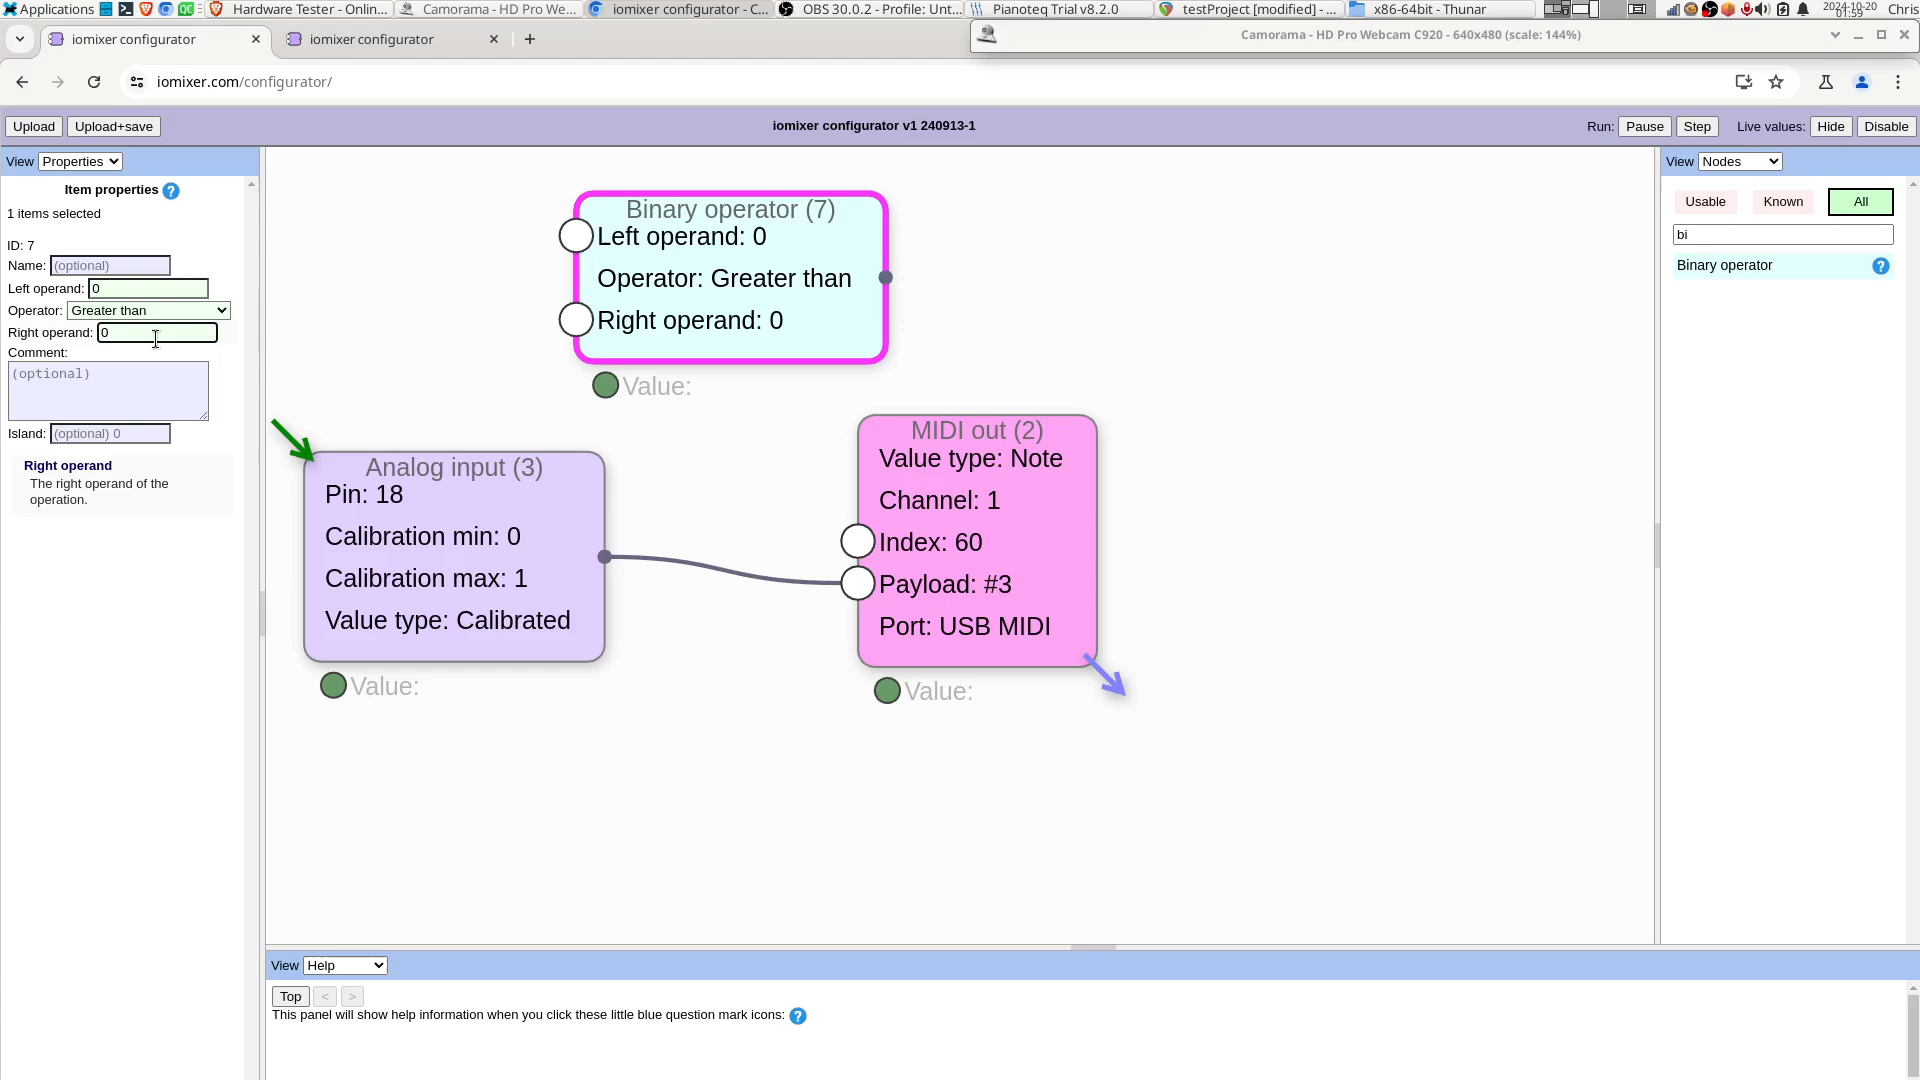 Applications
Hardware Tester - Onlin...
Camorama - HD Pro We...
iomixer configurator - C...
OBS 30.0.2 - Profile: Unt...
Pianoteq Trial v8.2.0
testProject [modified] - ...
x86-64bit - Thunar
2024-10-20
01:59
Chris
iomixer configurator
iomixer configurator
Camorama - HD Pro Webcam C920 - 640x480 (scale: 144%)
iomixer.com/configurator/
Upload
Upload+save
iomixer configurator v1 240913-1
Run:
Pause
Step
Live values:
Hide
Disable
View
Properties
Item properties
?
1 items selected
ID: 7
Name: (optional)
Left operand: 0
Operator: Greater than
Right operand: 0
Comment:
(optional)
Island: (optional) 0
Right operand
The right operand of the
operation.
Binary operator (7)
Left operand: 0
Operator: Greater than
Right operand: 0
Value:
Analog input (3)
Pin: 18
Calibration min: 0
Calibration max: 1
Value type: Calibrated
Value:
MIDI out (2)
Value type: Note
Channel: 1
Index: 60
Payload: #3
Port: USB MIDI
Value:
View
Nodes
Usable
Known
All
bi
Binary operator
?
View
Help
Top
<
>
This panel will show help information when you click these little blue question mark icons: ?